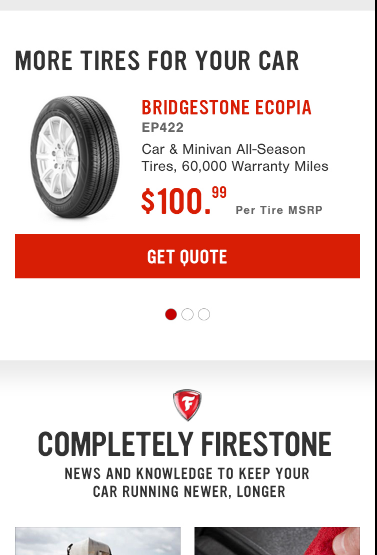 MORE TIRES FOR YOUR CAR
BRIDGESTONE ECOPIA
EP422
Car & Minivan All-Season
Tires, 60,000 Warranty Miles
$100.99 Per Tire MSRP
GET QUOTE
F
COMPLETELY FIRESTONE
NEWS AND KNOWLEDGE TO KEEP YOUR
CAR RUNNING NEWER, LONGER